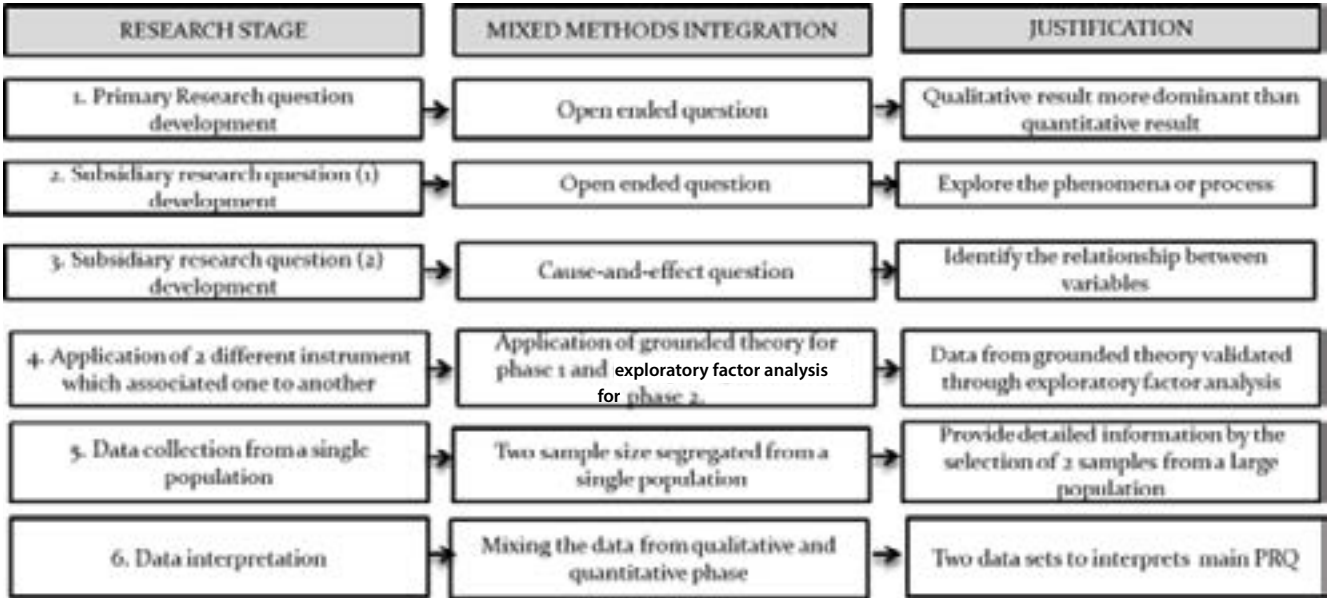 RESEARCH STAGE
MIXED METHODS INTEGRATION
JUSTIFICATION
1. Primary Research question
development
Open ended question
Qualitative result more dominant than
quantitative result
2. Subsidiary research question (1)
development
Open ended question
Explore the phenomena or process
3. Subsidiary research question (2)
development
Cause-and-effect question
Identify the relationship between
variables
4. Application of 2 different instrument
which associated one to another
Application of grounded theory for
phase 1 and exploratory factor analysis
for phase 2.
Data from grounded theory validated
through exploratory factor analysis
5. Data collection from a single
population
Two sample size segregated from a
single population
Provide detailed information by the
selection of 2 samples from a large
population
6. Data interpretation
Mixing the data from qualitative and
quantitative phase
Two data sets to interprets main PRQ